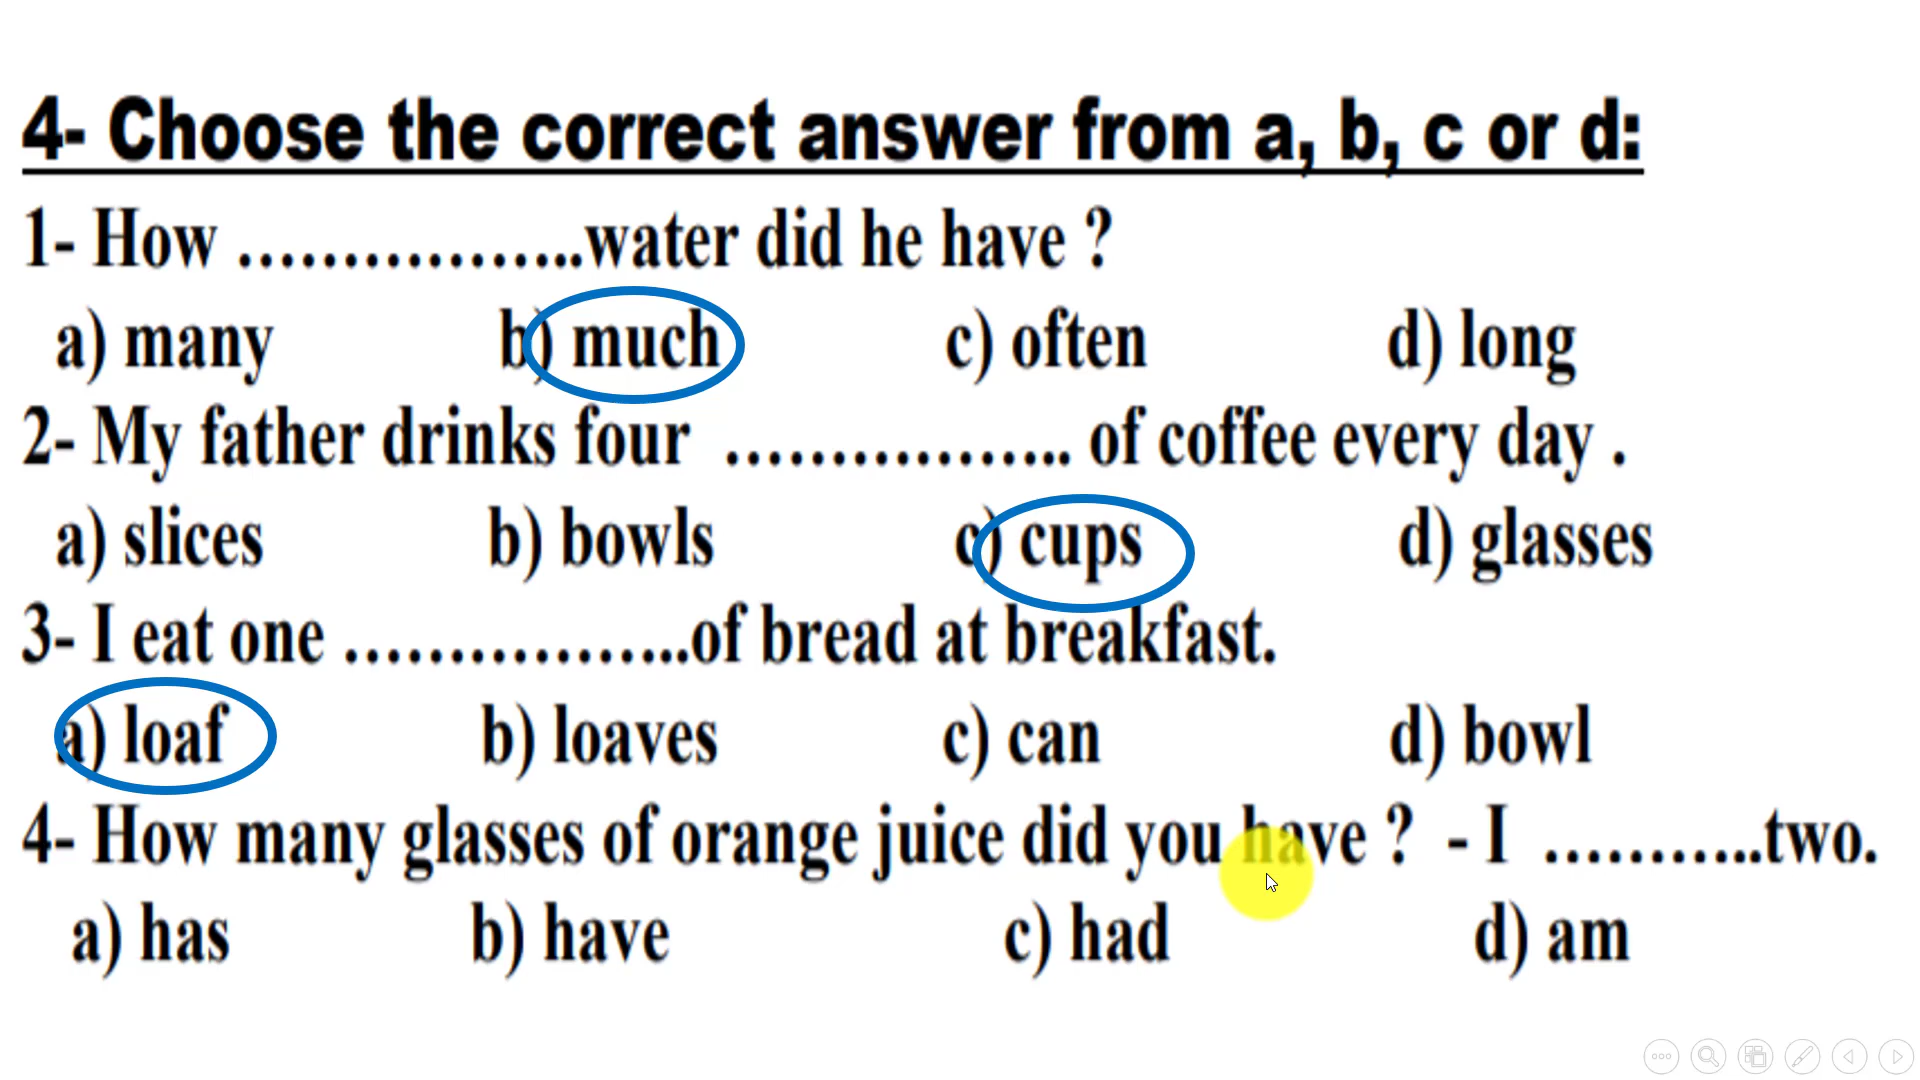 4- Choose the correct answer from a, b, c or d:
1- How ………………..water did he have ?
a) many b) much c) often d) long
2- My father drinks four ……………….. of coffee every day .
a) slices b) bowls c) cups d) glasses
3- I eat one ………………..of bread at breakfast.
a) loaf b) loaves c) can d) bowl
4- How many glasses of orange juice did you have ? - I ………..two.
a) has b) have c) had d) am